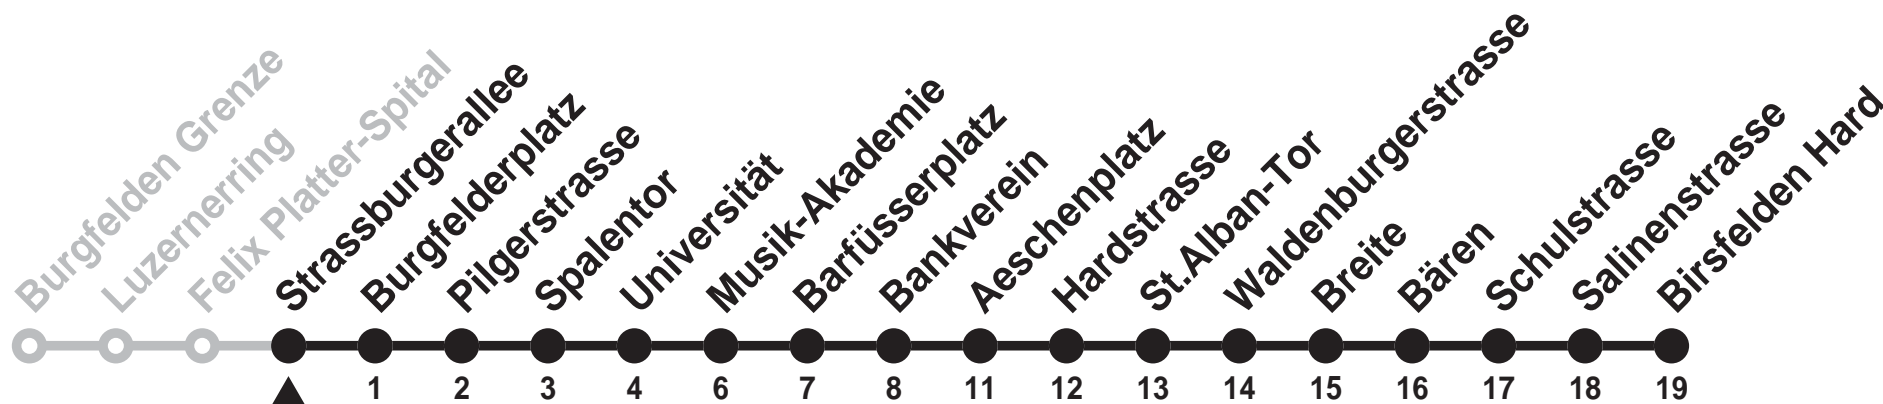 Burgfelden Grenze
Luzernerring
Felix Platter-Spital
Strassburgerallee
Burgfelderplatz
Pilgerstrasse
Spalentor
Universität
Musik-Akademie
Barfüsserplatz
Bankverein
Aeschenplatz
Hardstrasse
St.Alban-Tor
Waldenburgerstrasse
Breite
Bären
Schulstrasse
Salinenstrasse
Birsfelden Hard
1 2 3 4 6 7 8 11 12 13 14 15 16 17 18 19